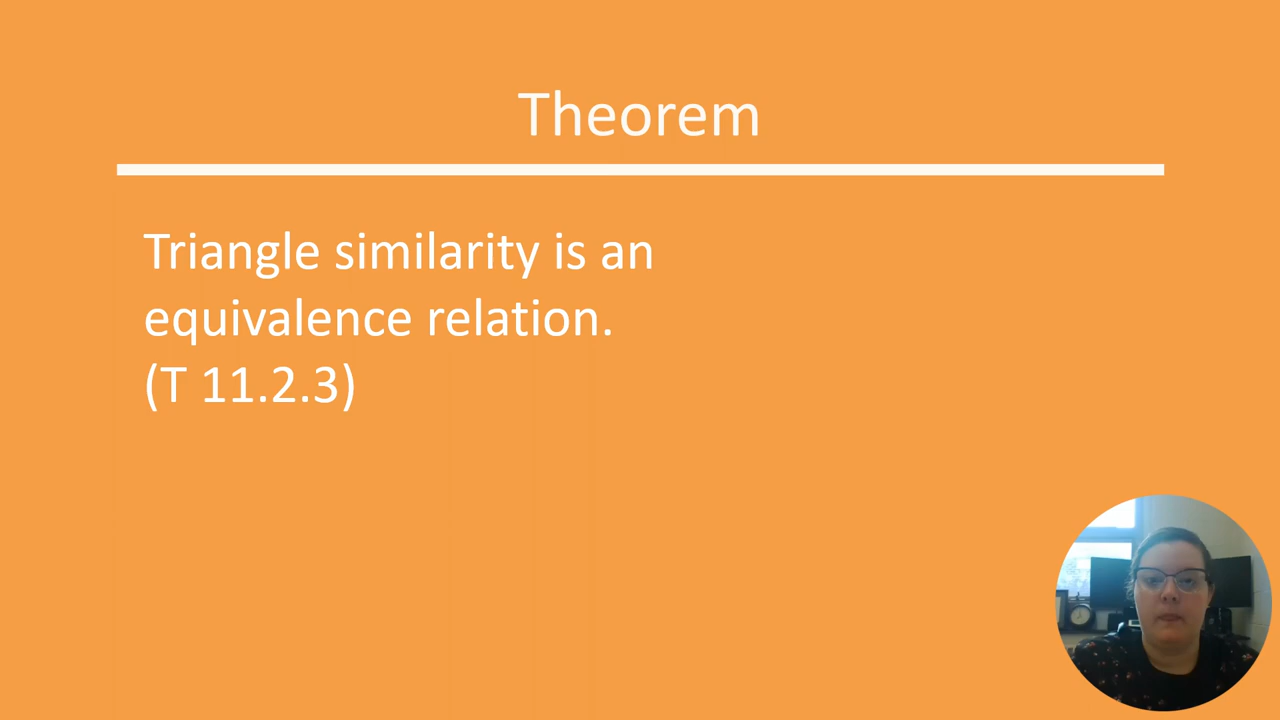 Theorem
Triangle similarity is an
equivalence relation.
(T 11.2.3)